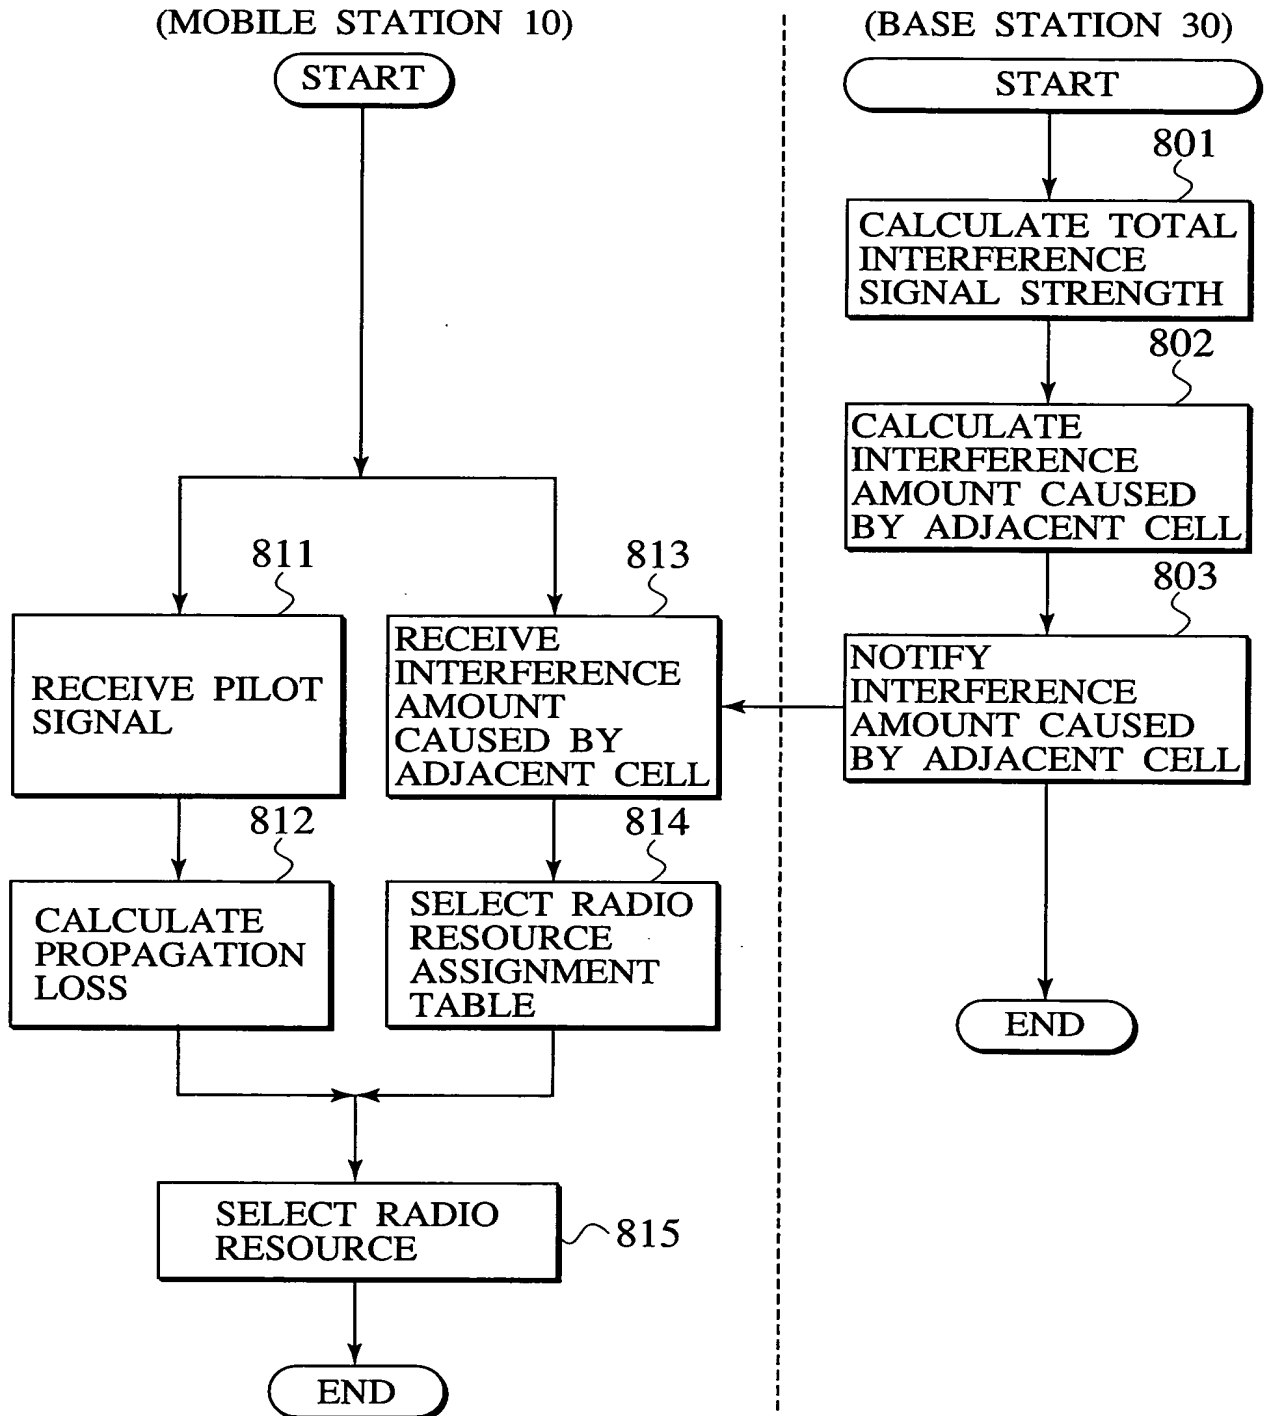 (MOBILE STATION 10)
START
811
RECEIVE PILOT
SIGNAL
812
CALCULATE
PROPAGATION
LOSS
813
RECEIVE
INTERFERENCE
AMOUNT
CAUSED BY
ADJACENT CELL
814
SELECT RADIO
RESOURCE
ASSIGNMENT
TABLE
SELECT RADIO
RESOURCE
815
END
(BASE STATION 30)
START
801
CALCULATE TOTAL
INTERFERENCE
SIGNAL STRENGTH
802
CALCULATE
INTERFERENCE
AMOUNT CAUSED
BY ADJACENT CELL
803
NOTIFY
INTERFERENCE
AMOUNT CAUSED
BY ADJACENT CELL
END